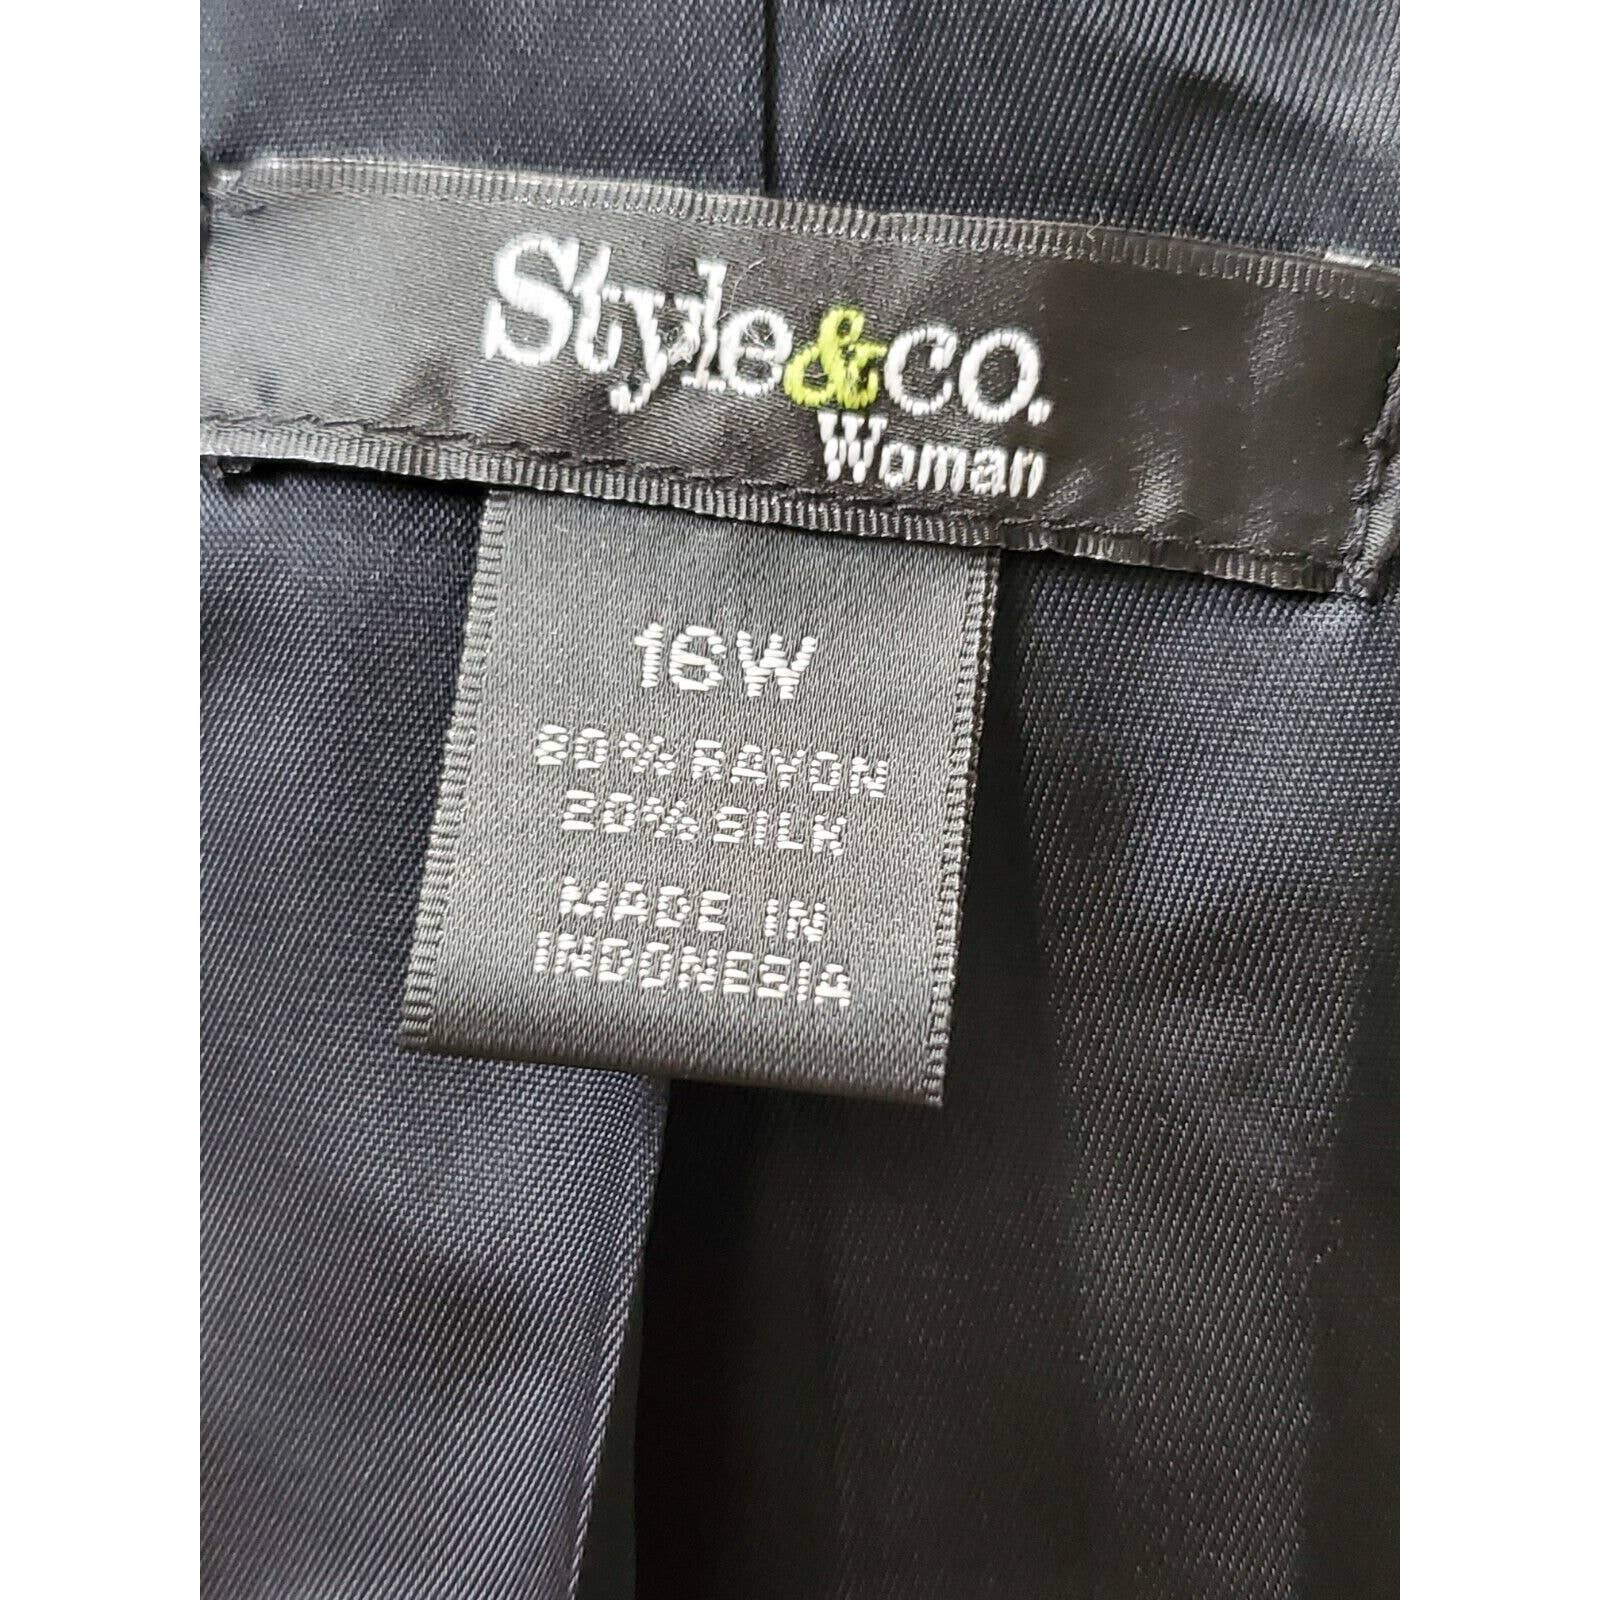 Style&co.
Woman
16W
80% RAYON
20% SILK
MADE IN
INDONESIA